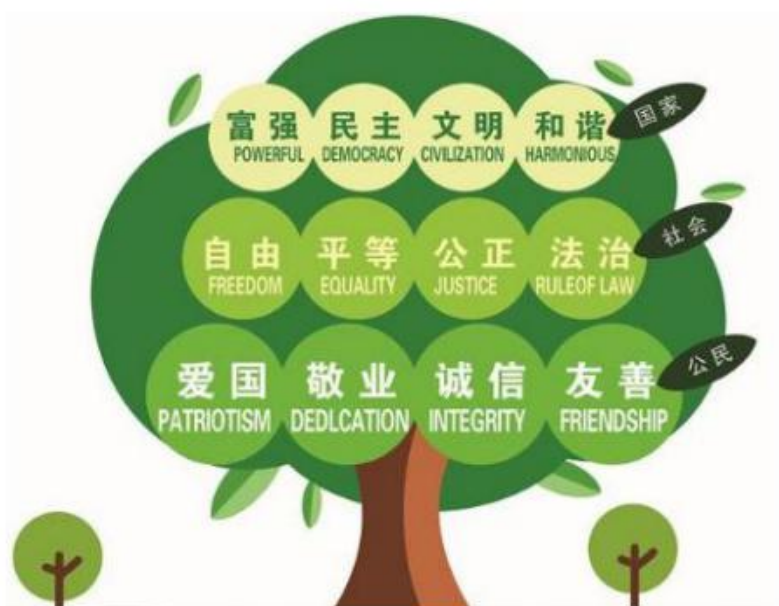 富强 民主 文明 和谐 国家
POWERFUL DEMOCRACY CIVILIZATION HARMONIOUS
自由 平等 公正 法治 社会
FREEDOM EQUALITY JUSTICE RULEOF LAW
爱国 敬业 诚信 友善 公民
PATRIOTISM DEDLCATION INTEGRITY FRIENDSHIP